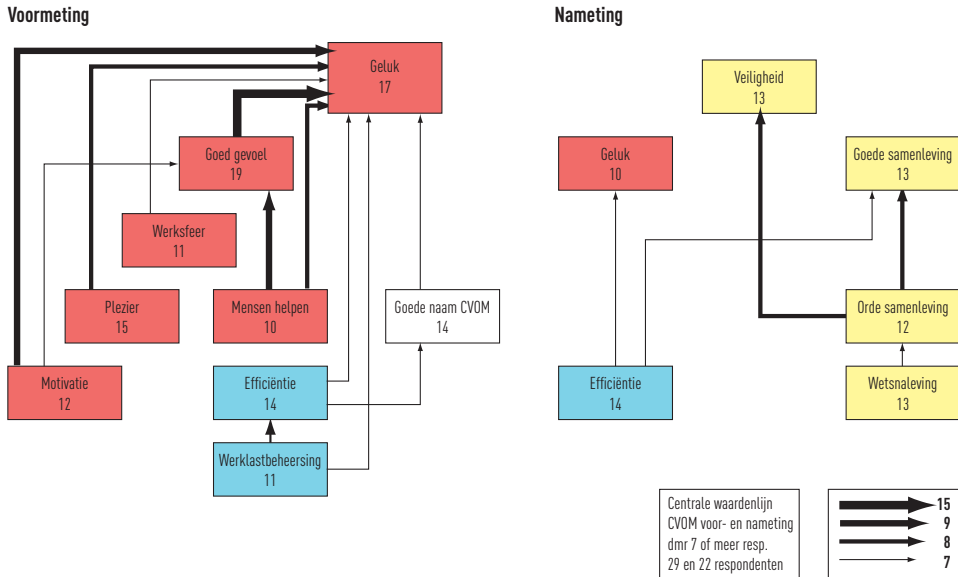 Voormeting
Geluk
17
Goed gevoel
19
Werksfeer
11
Plezier
15
Mensen helpen
10
Goede naam CVOM
14
Motivatie
12
Efficiëntie
14
Werklastbeheersing
11
Nameting
Veiligheid
13
Geluk
10
Goede samenleving
13
Orde samenleving
12
Efficiëntie
14
Wetsnaleving
13
Centrale waardenlijn
CVOM voor- en nameting
dmr 7 of meer resp.
29 en 22 respondenten
15
9
8
7